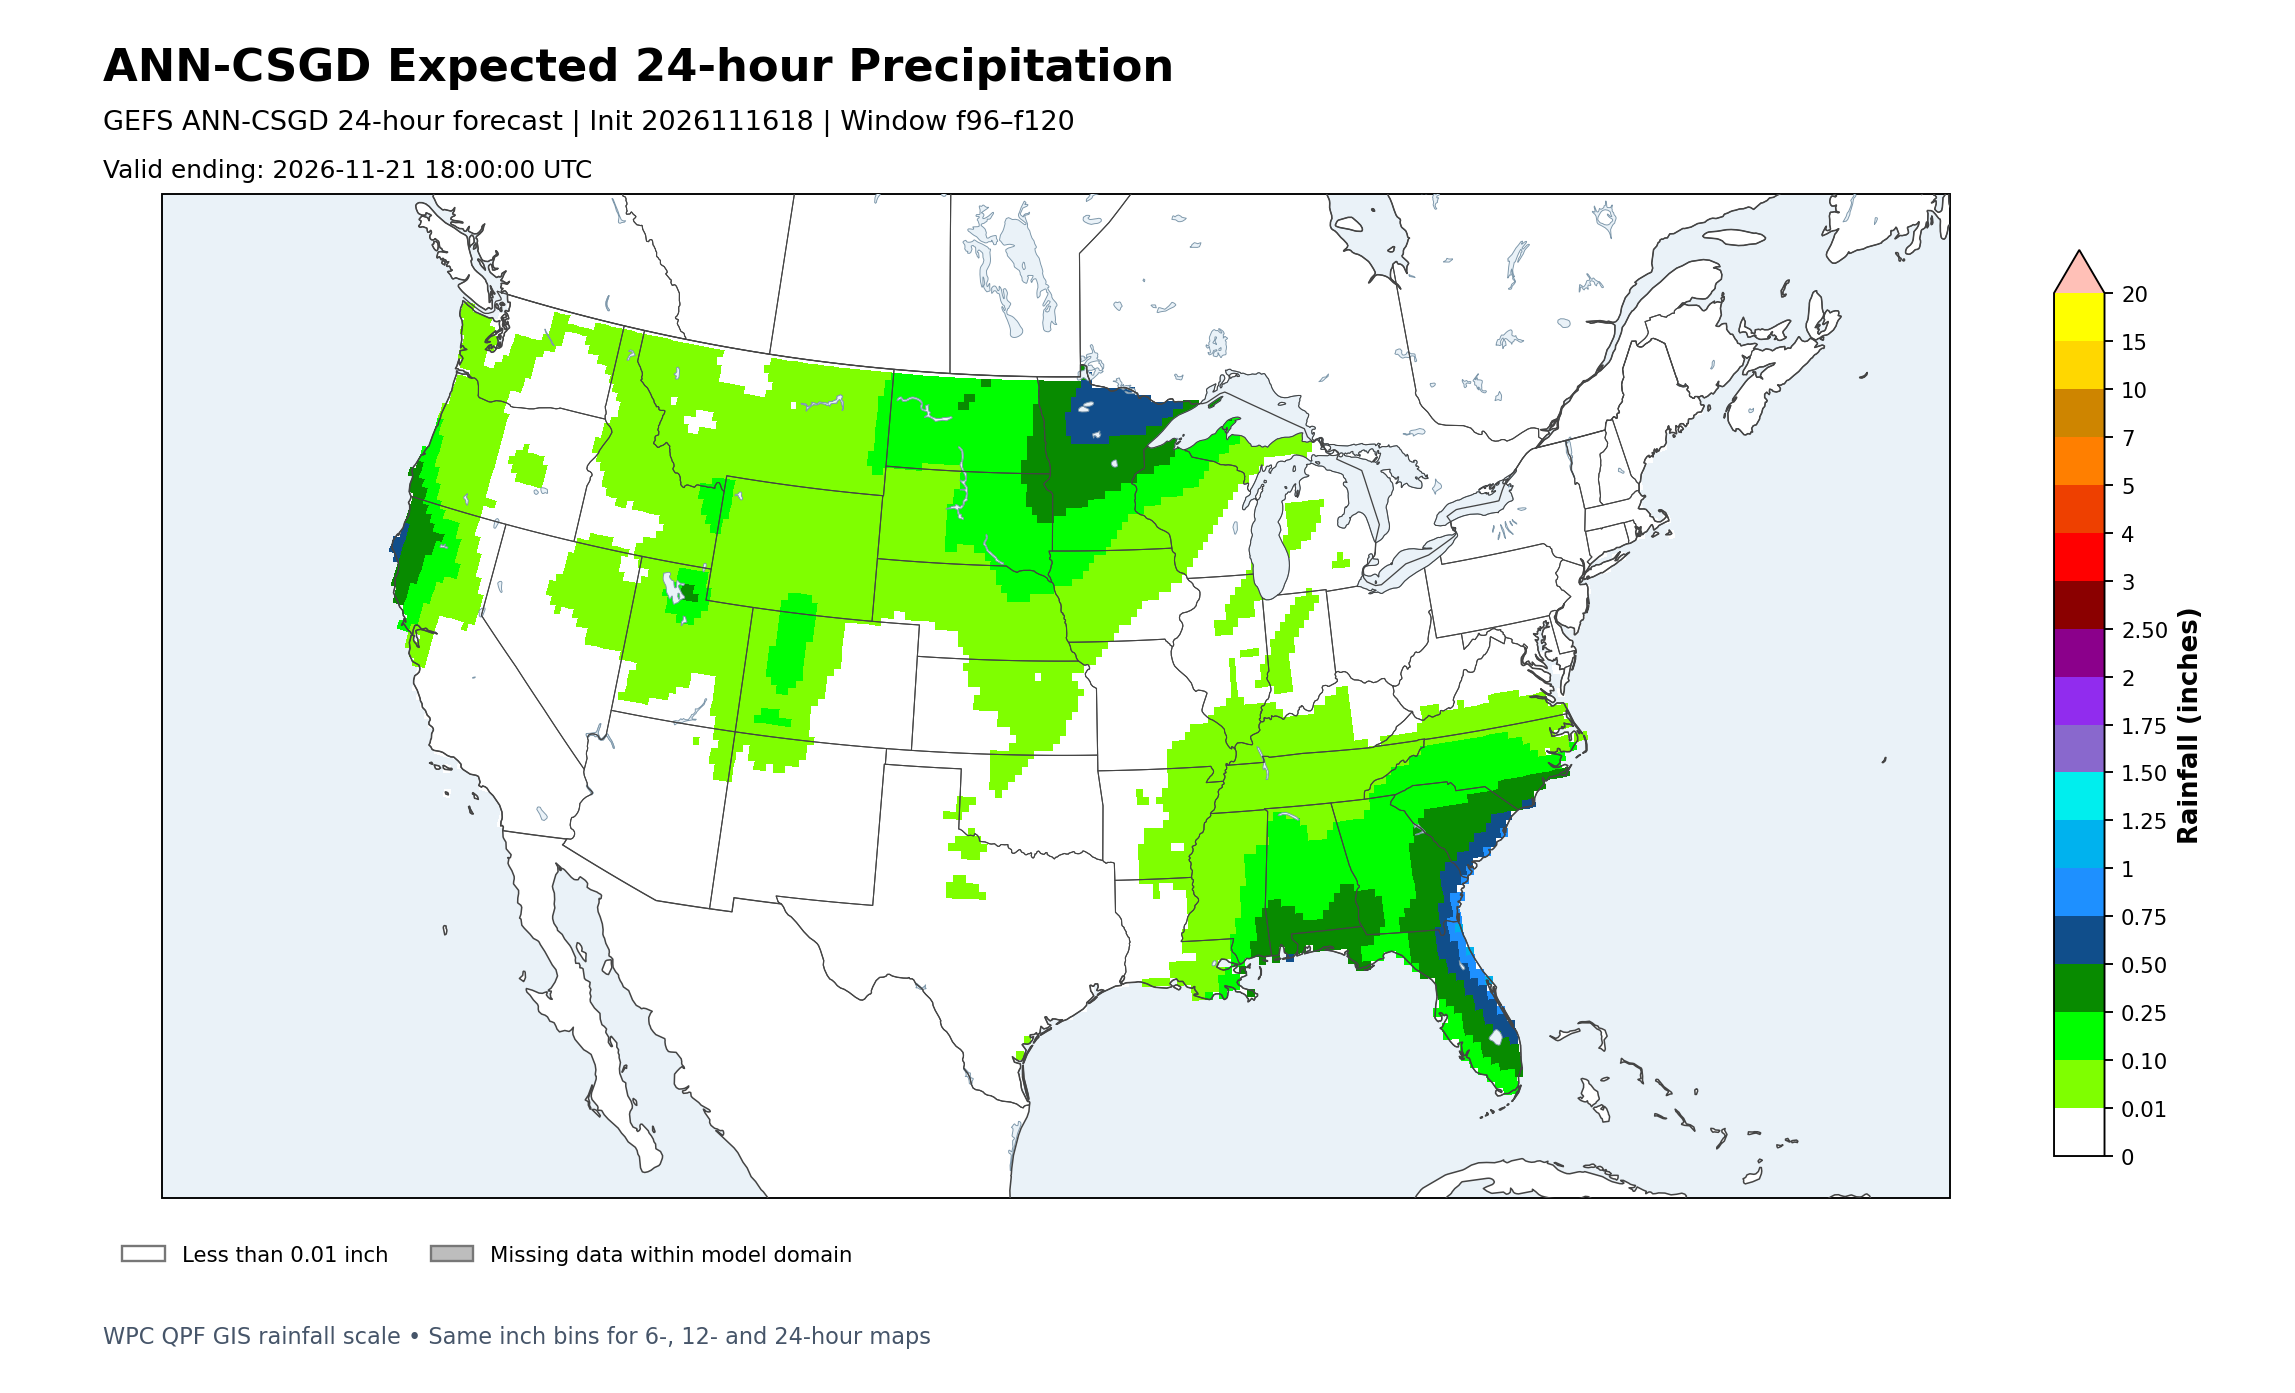 ANN-CSGD Expected 24-hour Precipitation
GEFS ANN-CSGD 24-hour forecast | Init 2026111618 | Window f96–f120
Valid ending: 2026-11-21 18:00:00 UTC
20
15
10
7
5
4
3
2.50
2
1.75
1.50
1.25
1
0.75
0.50
0.25
0.10
0.01
0
Rainfall (inches)
Less than 0.01 inch
Missing data within model domain
WPC QPF GIS rainfall scale • Same inch bins for 6-, 12- and 24-hour maps